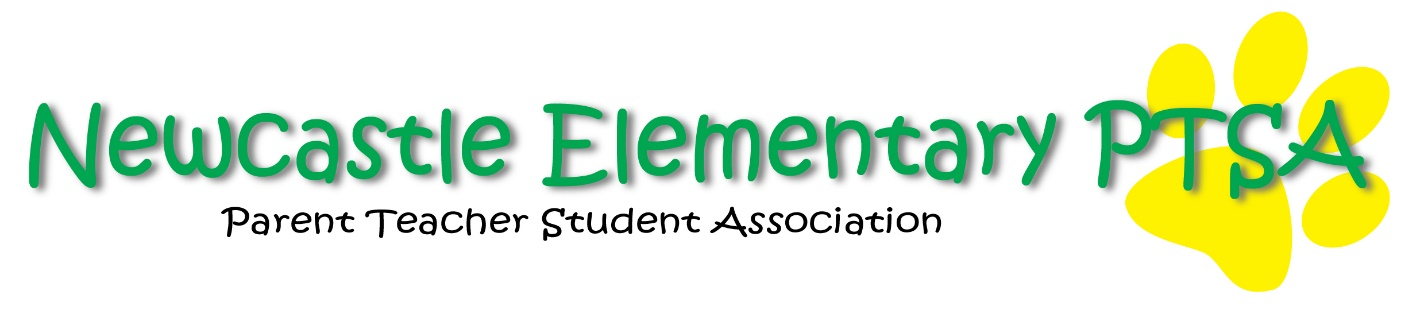 Newcastle Elementary PTSA
Parent Teacher Student Association